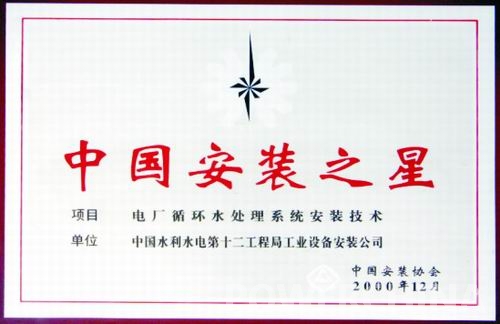 中国安装之星
项目 电厂循环水处理系统安装技术
单位 中国水利水电第十二工程局工业设备安装公司
中国安装协会
2000年12月